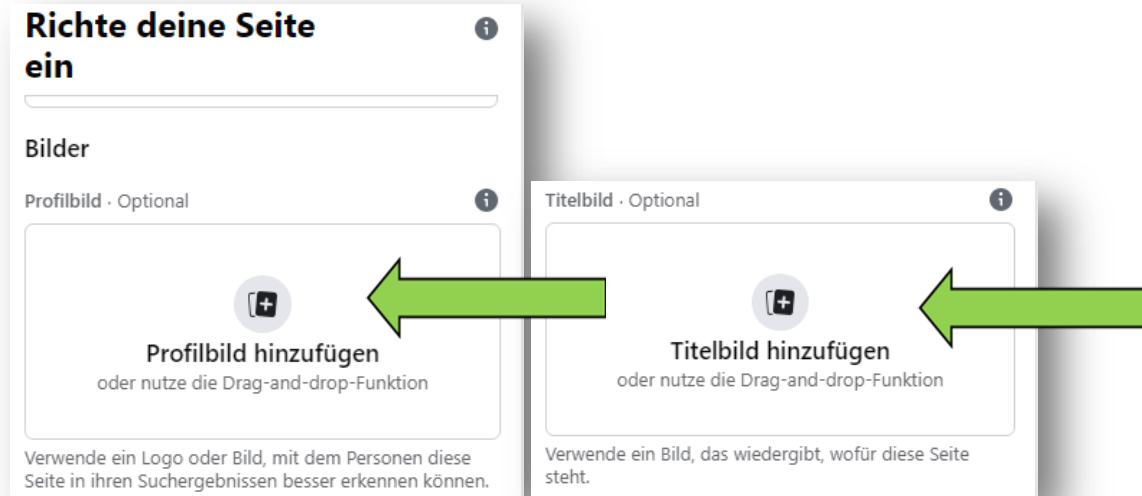 Richte deine Seite
ein
Bilder
Profilbild · Optional
Profilbild hinzufügen
oder nutze die Drag-and-drop-Funktion
Verwende ein Logo oder Bild, mit dem Personen diese
Seite in ihren Suchergebnissen besser erkennen können.
Titelbild · Optional
Titelbild hinzufügen
oder nutze die Drag-and-drop-Funktion
Verwende ein Bild, das wiedergibt, wofür diese Seite
steht.